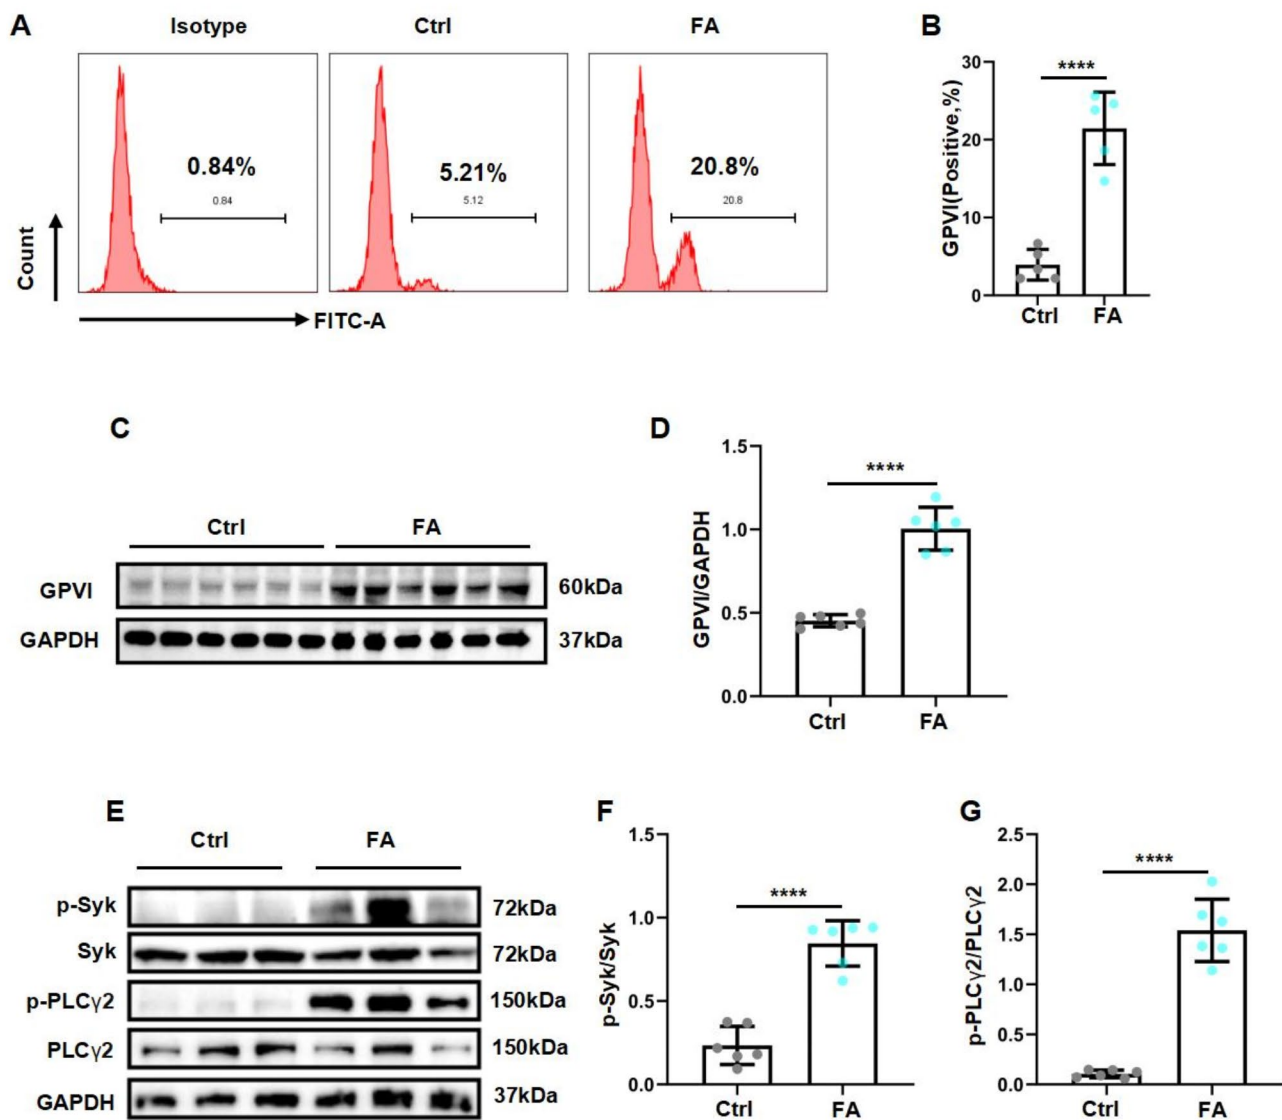 A
Isotype
Ctrl
FA
0.84%
0.84
5.21%
5.12
20.8%
20.8
Count
FITC-A
B
GPVI(Positive,%)
30
20
10
0
****
Ctrl
FA
C
Ctrl
FA
GPVI
60kDa
GAPDH
37kDa
D
GPVI/GAPDH
1.5
1.0
0.5
0.0
****
Ctrl
FA
E
Ctrl
FA
p-Syk
72kDa
Syk
72kDa
p-PLCγ2
150kDa
PLCγ2
150kDa
GAPDH
37kDa
F
p-Syk/Syk
1.5
1.0
0.5
0.0
****
Ctrl
FA
G
p-PLCγ2/PLCγ2
2.5
2.0
1.5
1.0
0.5
0.0
****
Ctrl
FA